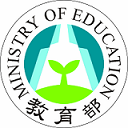 MINISTRY OF EDUCATION
教育部